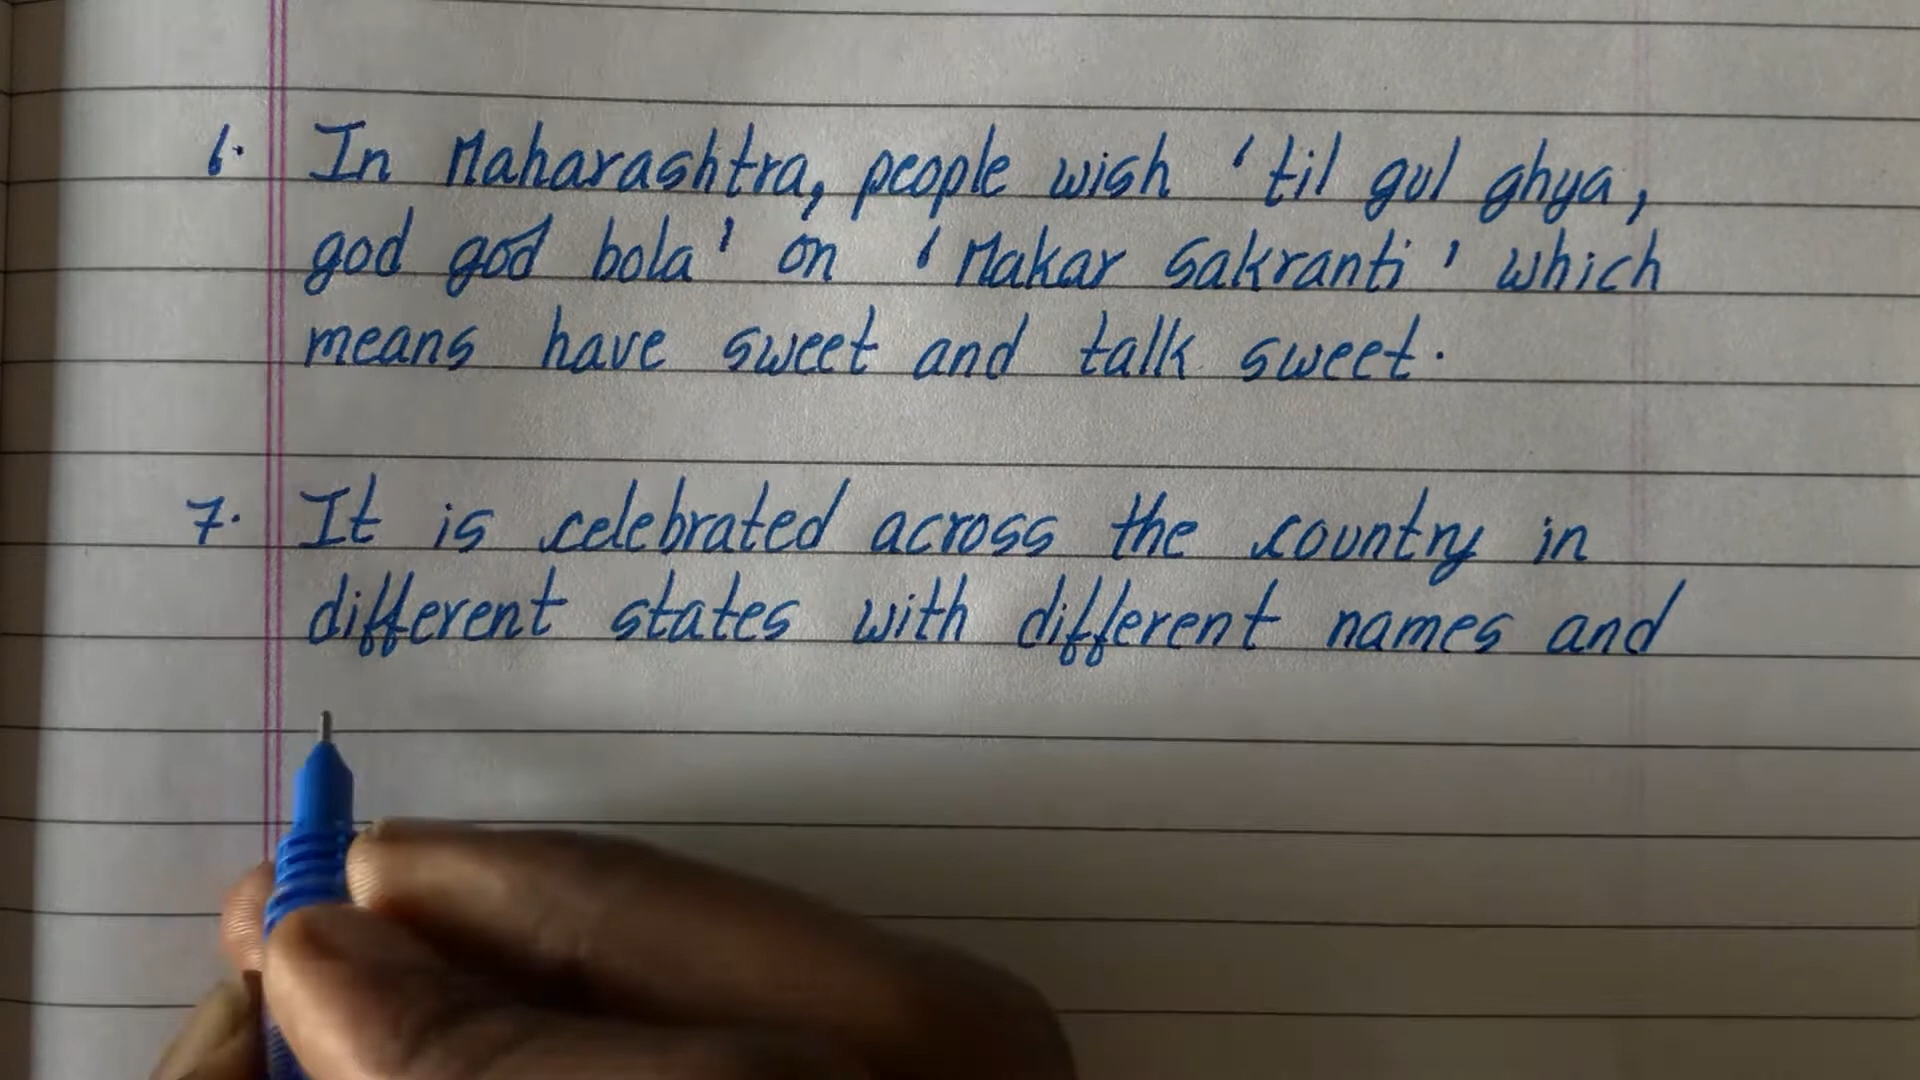 6. In Maharashtra, people wish 'til gul ghya,
god god bola' on 'Makar Sakranti' which
means have sweet and talk sweet.
7. It is celebrated across the country in
different states with different names and